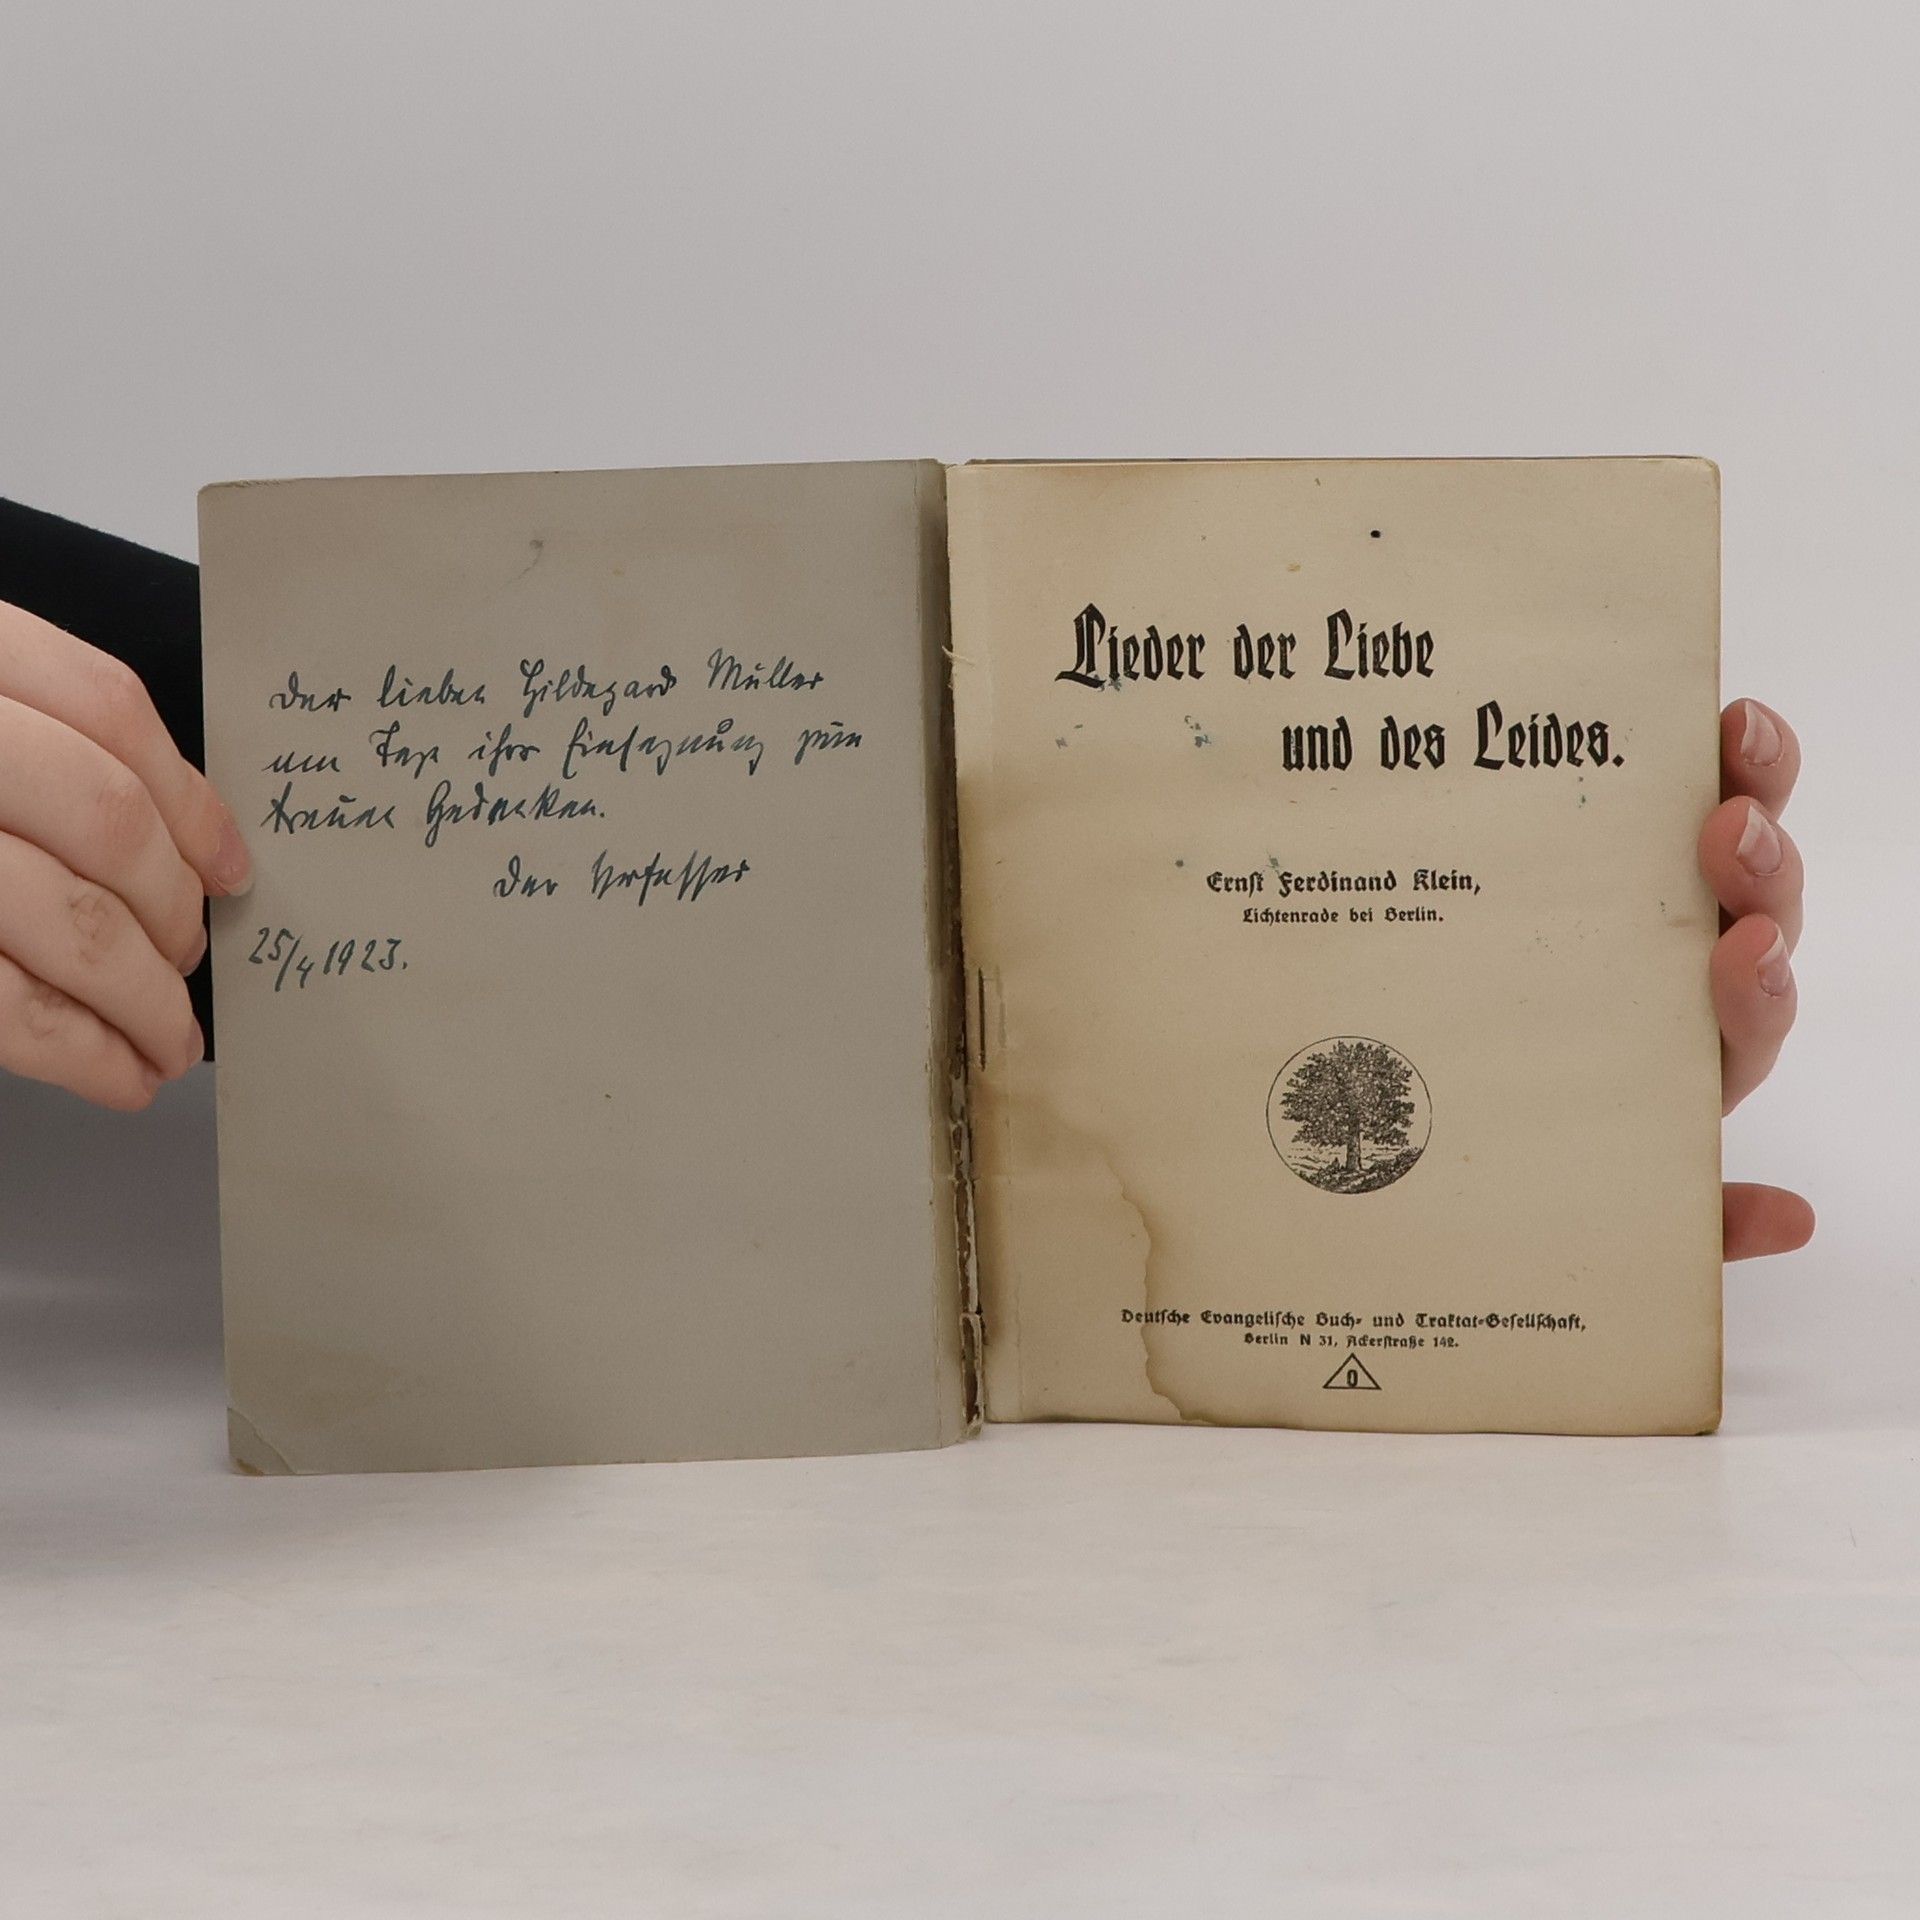 Der lieben Hildegard Müller
am Tage ihrer Einsegnung zum
treuen Gedenken.
Der Verfasser
25/4 1923.
Lieder der Liebe
und des Leides.
Ernst Ferdinand Klein,
Lichtenrade bei Berlin.
Deutsche Evangelische Buch- und Traktat-Gesellschaft,
Berlin N 31, Ackerstraße 142.
0